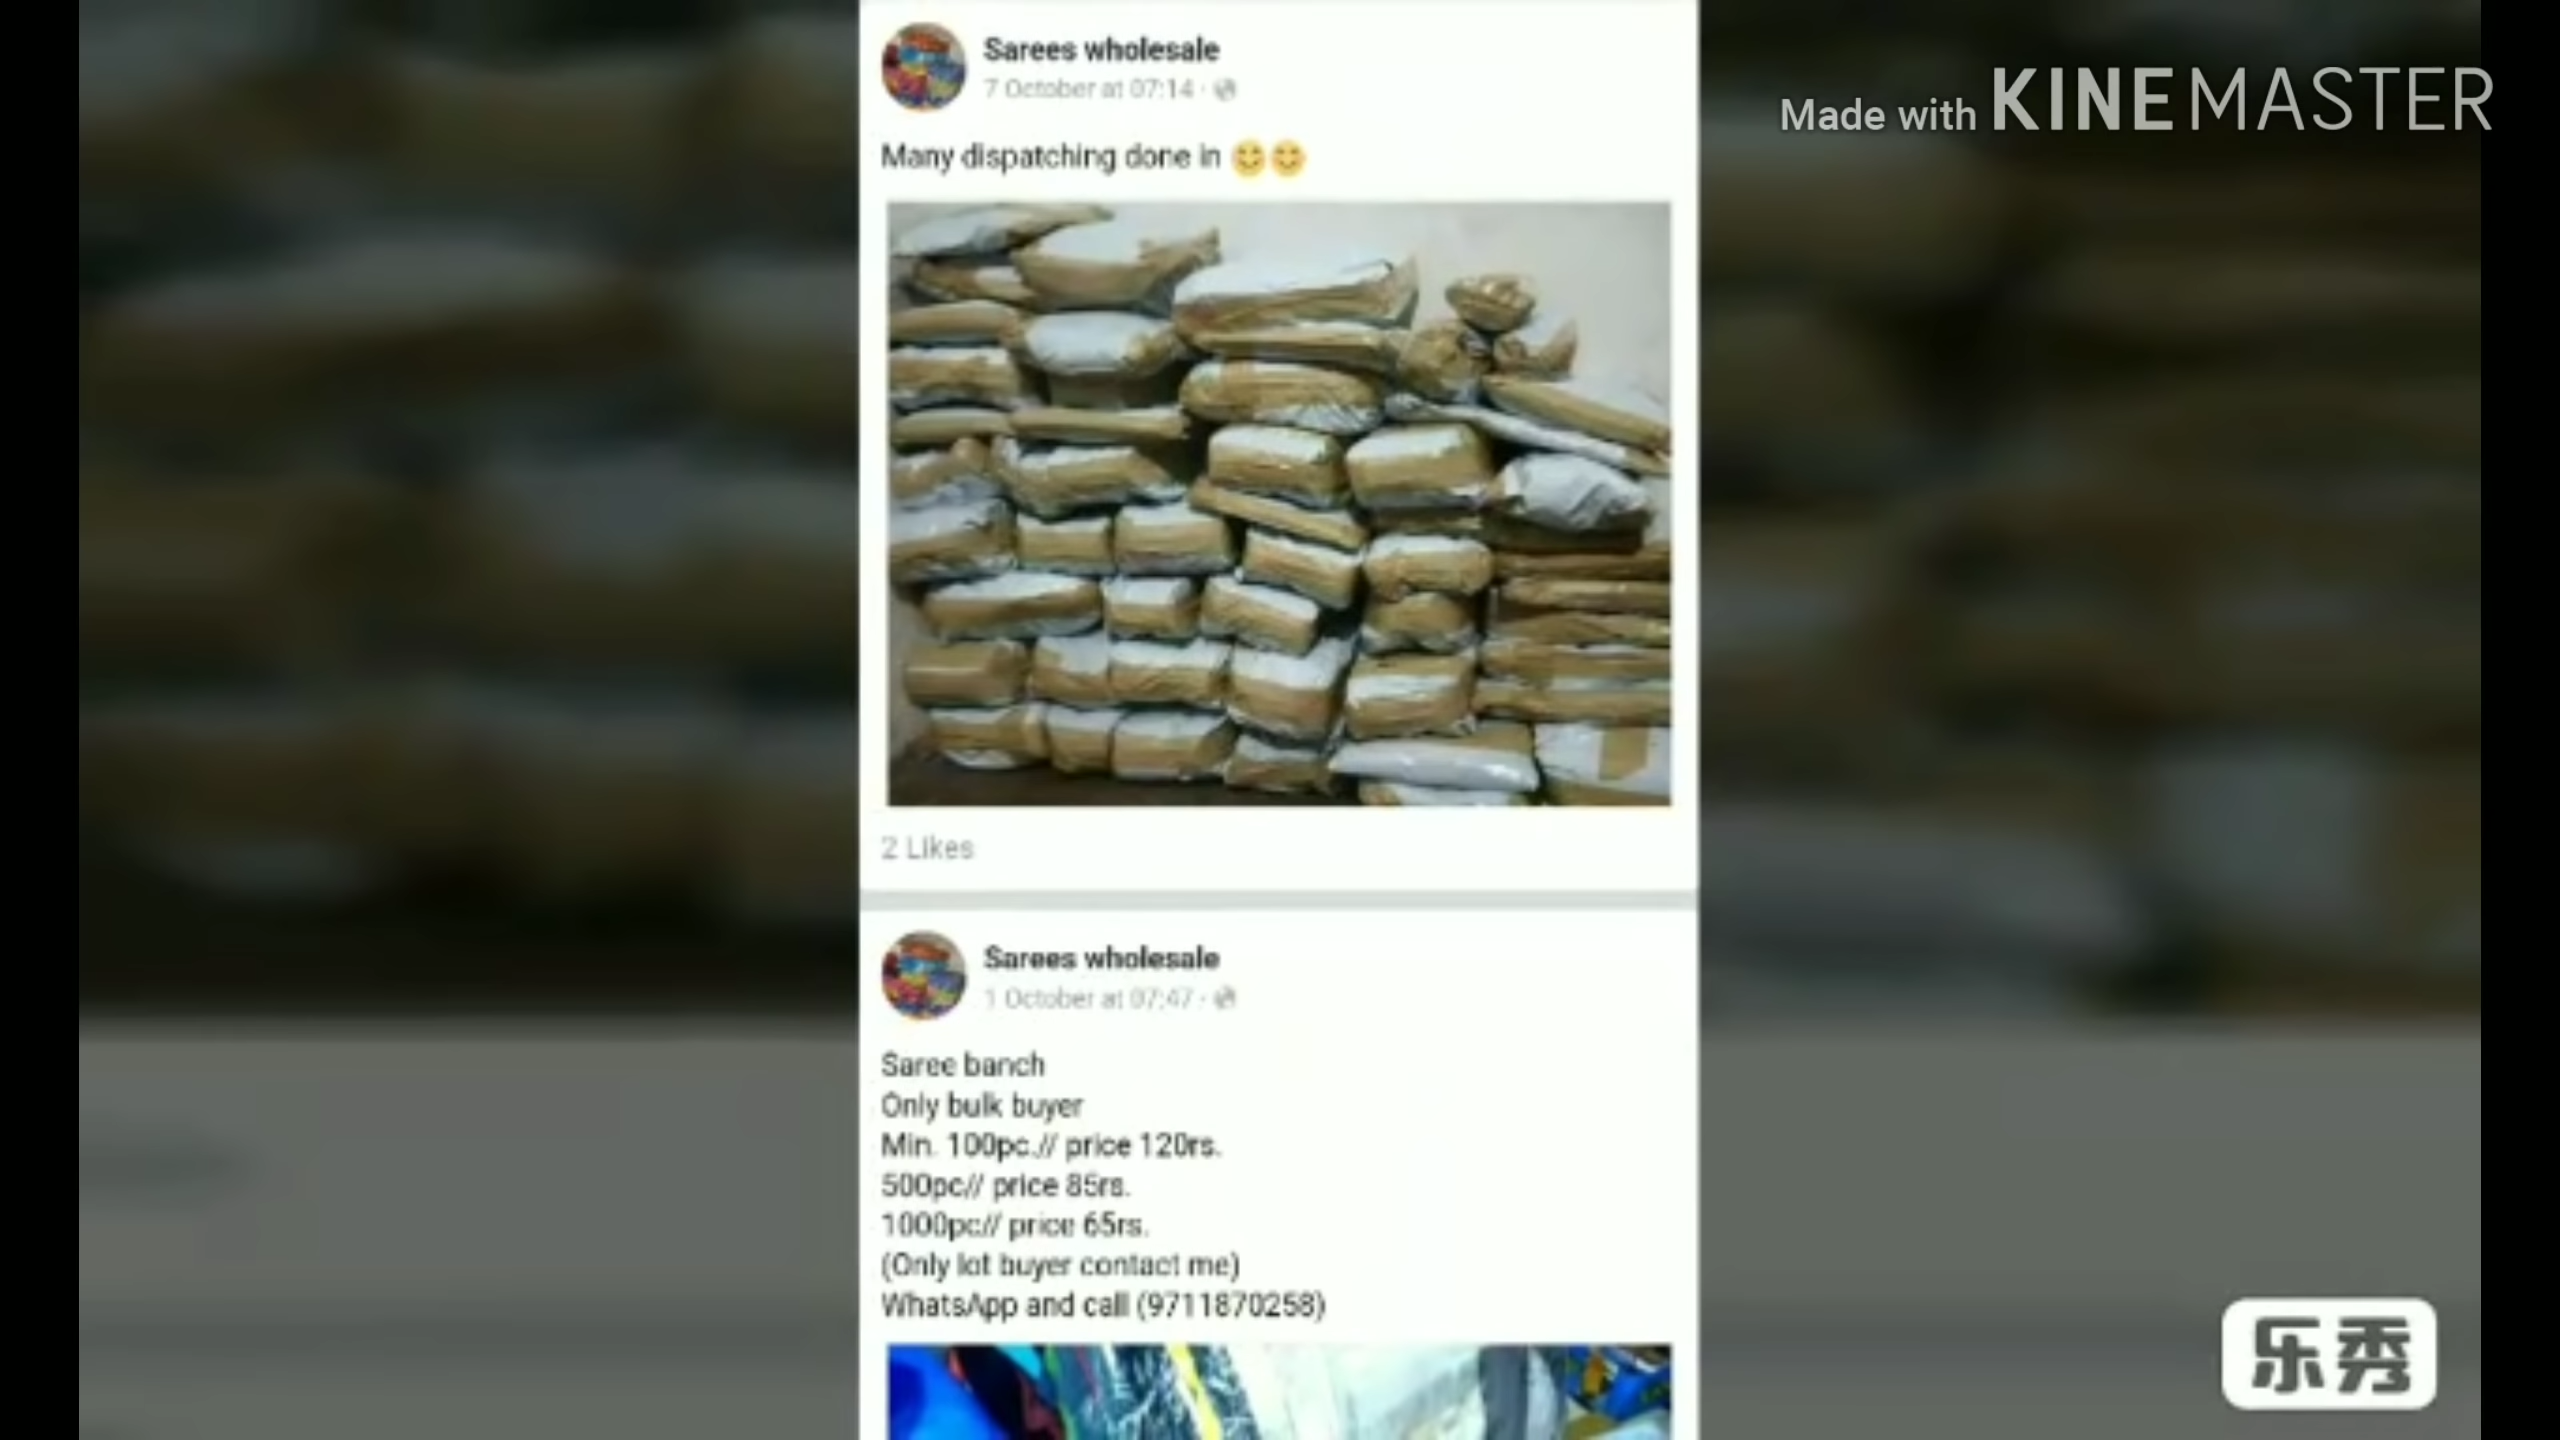 Sarees wholesale
7 October at 07:14 ·
Made with KINEMASTER
Many dispatching done in 😊😊
2 Likes
Sarees wholesale
1 October at 07:47 ·
Saree banch
Only bulk buyer
Min. 100pc.// price 120rs.
500pc// price 85rs.
1000pc// price 65rs.
(Only lot buyer contact me)
WhatsApp and call (9711870258)
乐秀